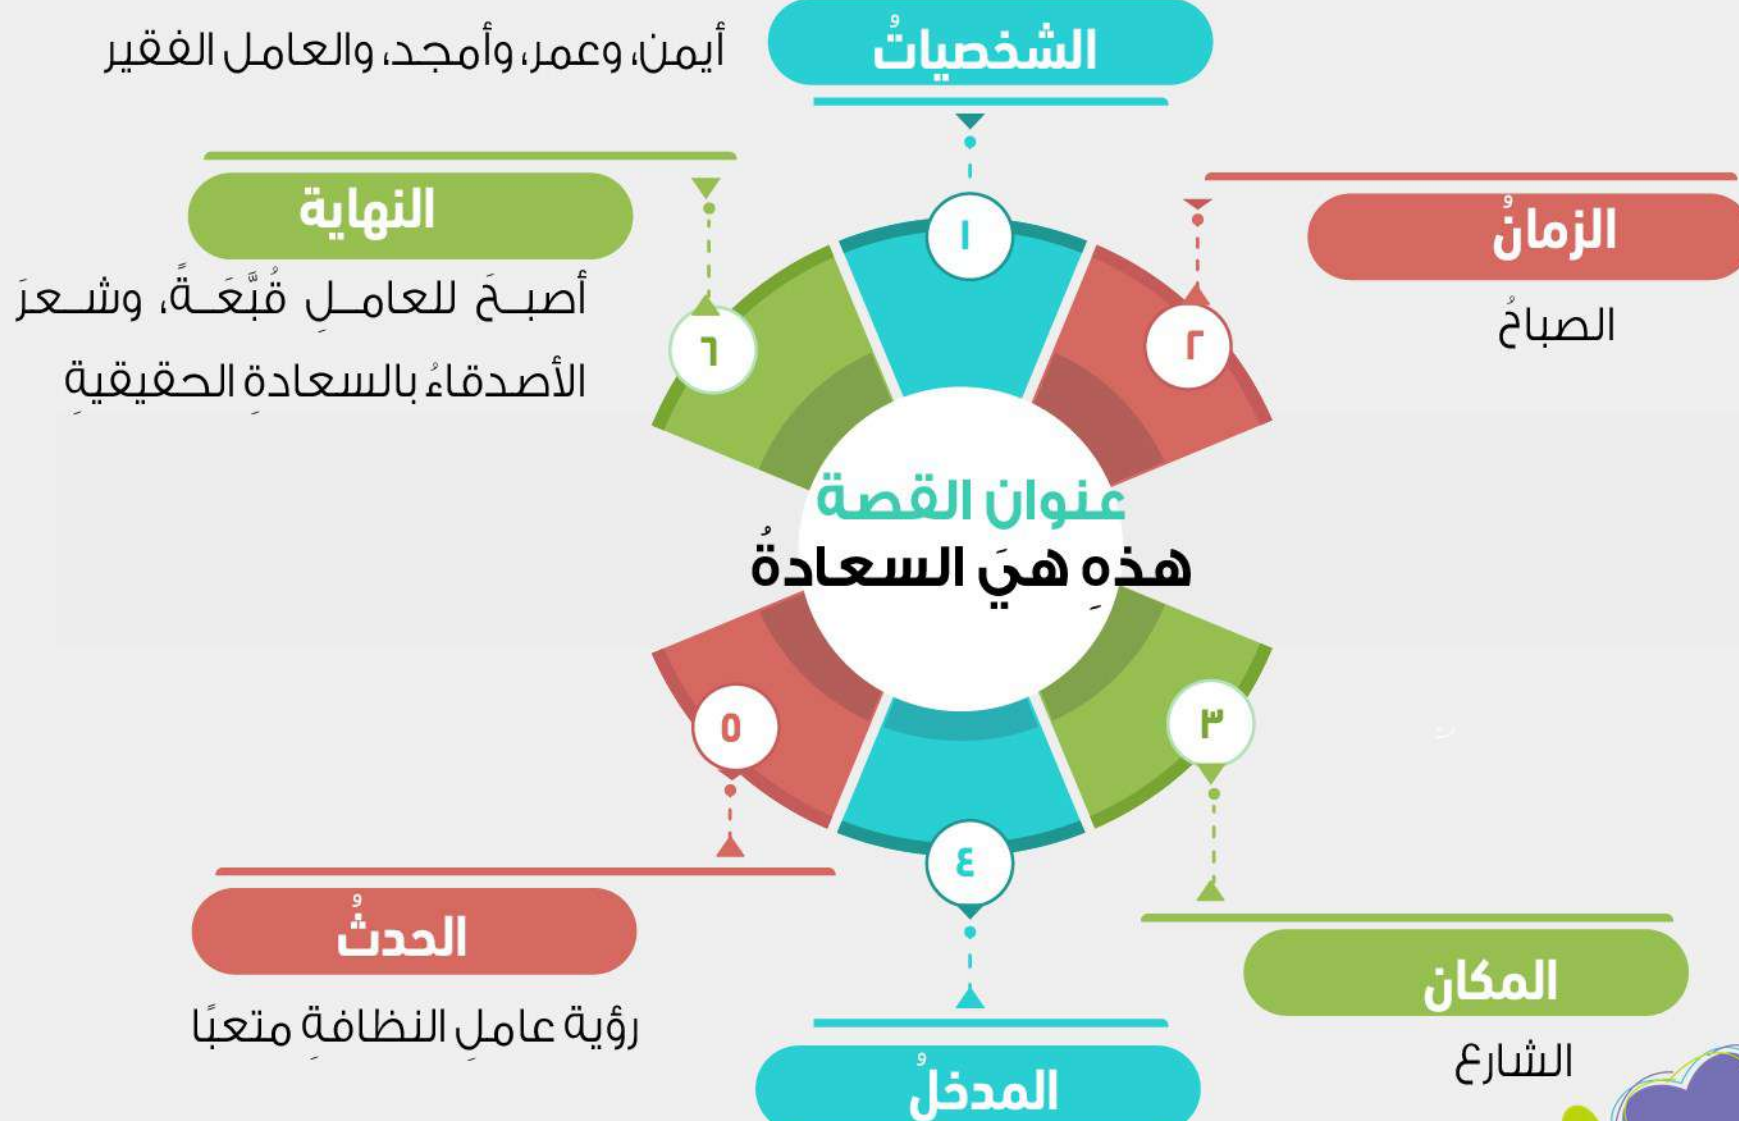 الشخصياتُ
أيمن، وعمر، وأمجد، والعامل الفقير
١
الزمانُ
الصباحُ
٢
النهاية
أصبحَ للعاملِ قُبَّعَةً، وشعرَ
الأصدقاءُ بالسعادةِ الحقيقيةِ
٦
عنوان القصة
هذهِ هيَ السعادةُ
٣
المكان
الشارع
٤
المدخلُ
٥
الحدثُ
رؤية عاملِ النظافةِ متعبًا